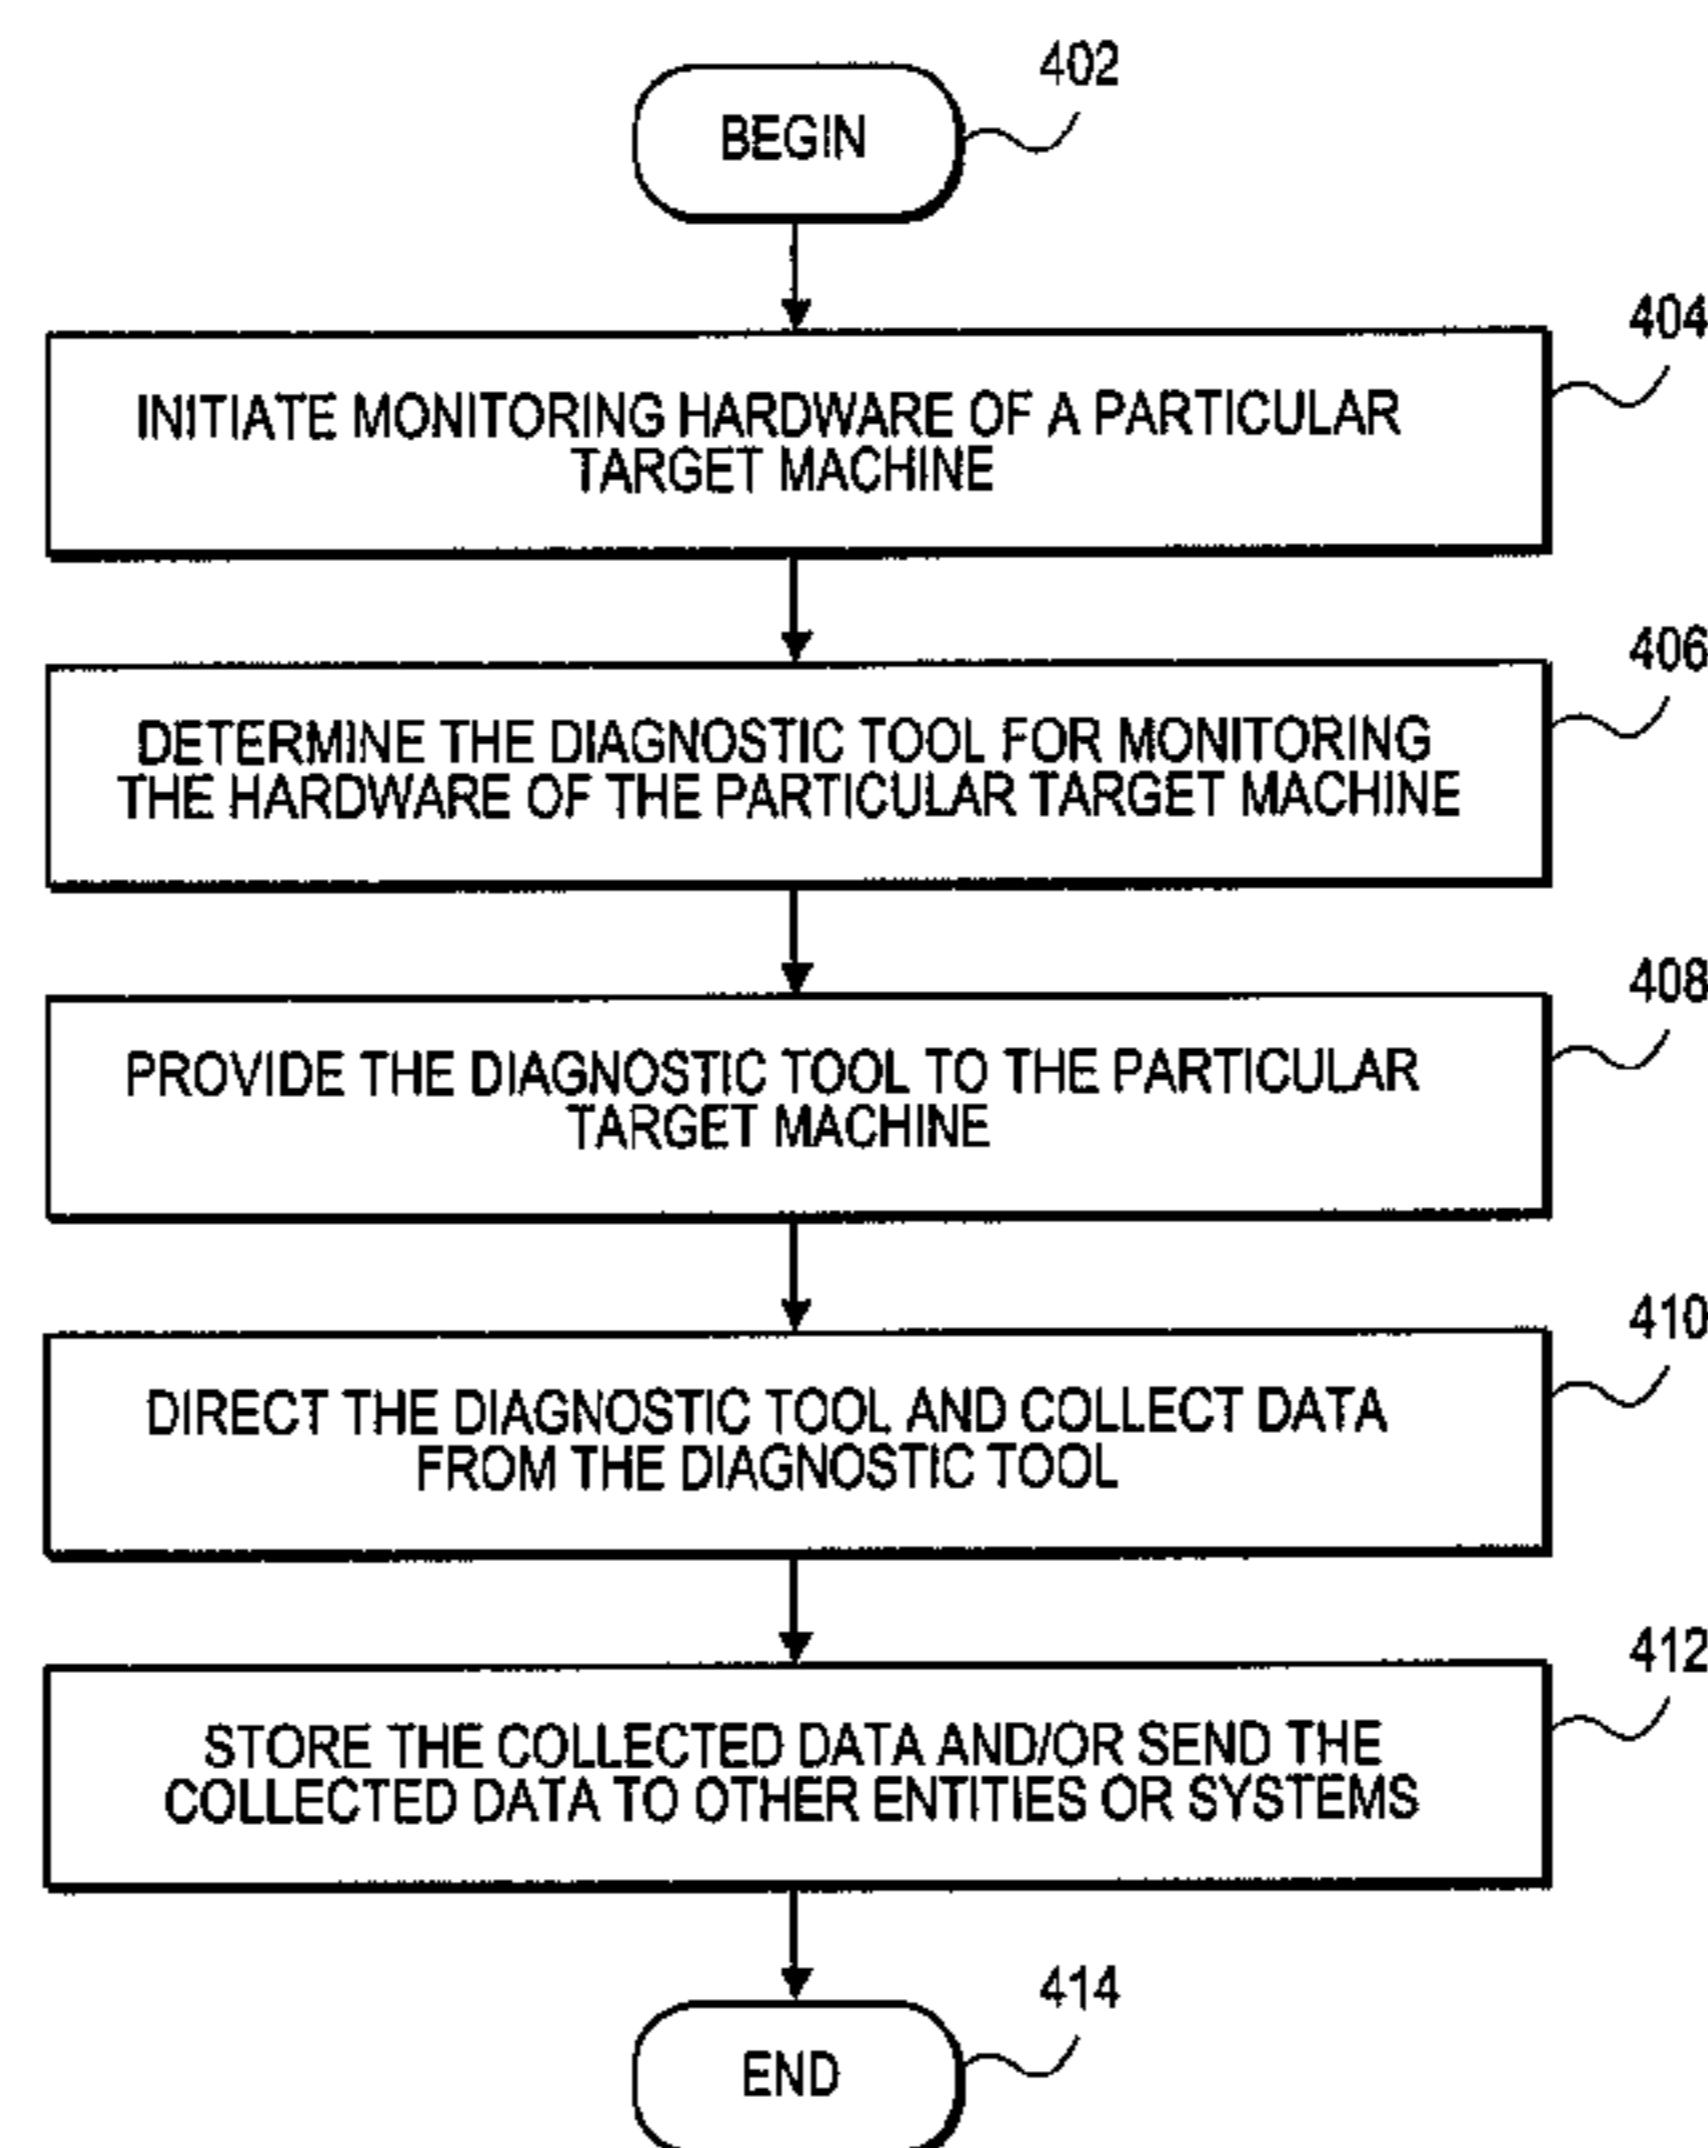 BEGIN
402
INITIATE MONITORING HARDWARE OF A PARTICULAR
TARGET MACHINE
404
DETERMINE THE DIAGNOSTIC TOOL FOR MONITORING
THE HARDWARE OF THE PARTICULAR TARGET MACHINE
406
PROVIDE THE DIAGNOSTIC TOOL TO THE PARTICULAR
TARGET MACHINE
408
DIRECT THE DIAGNOSTIC TOOL AND COLLECT DATA
FROM THE DIAGNOSTIC TOOL
410
STORE THE COLLECTED DATA AND/OR SEND THE
COLLECTED DATA TO OTHER ENTITIES OR SYSTEMS
412
END
414